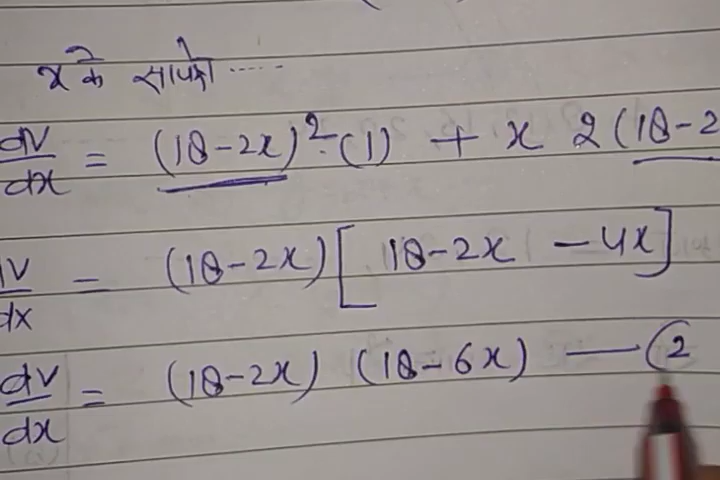 x के सापेक्ष .....
dV/dx = (18-2x)²·(1) + x 2(18-2
dV/dx = (18-2x)[18-2x - 4x]
dV/dx = (18-2x) (18-6x) — (2